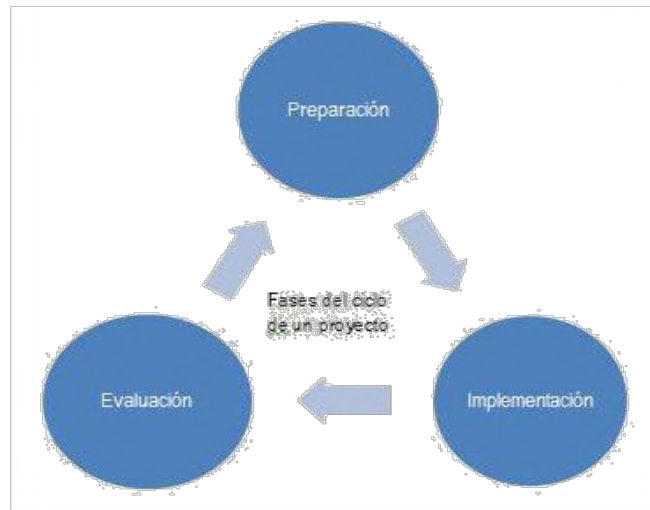 Preparación
Fases del ciclo
de un proyecto
Evaluación
Implementación